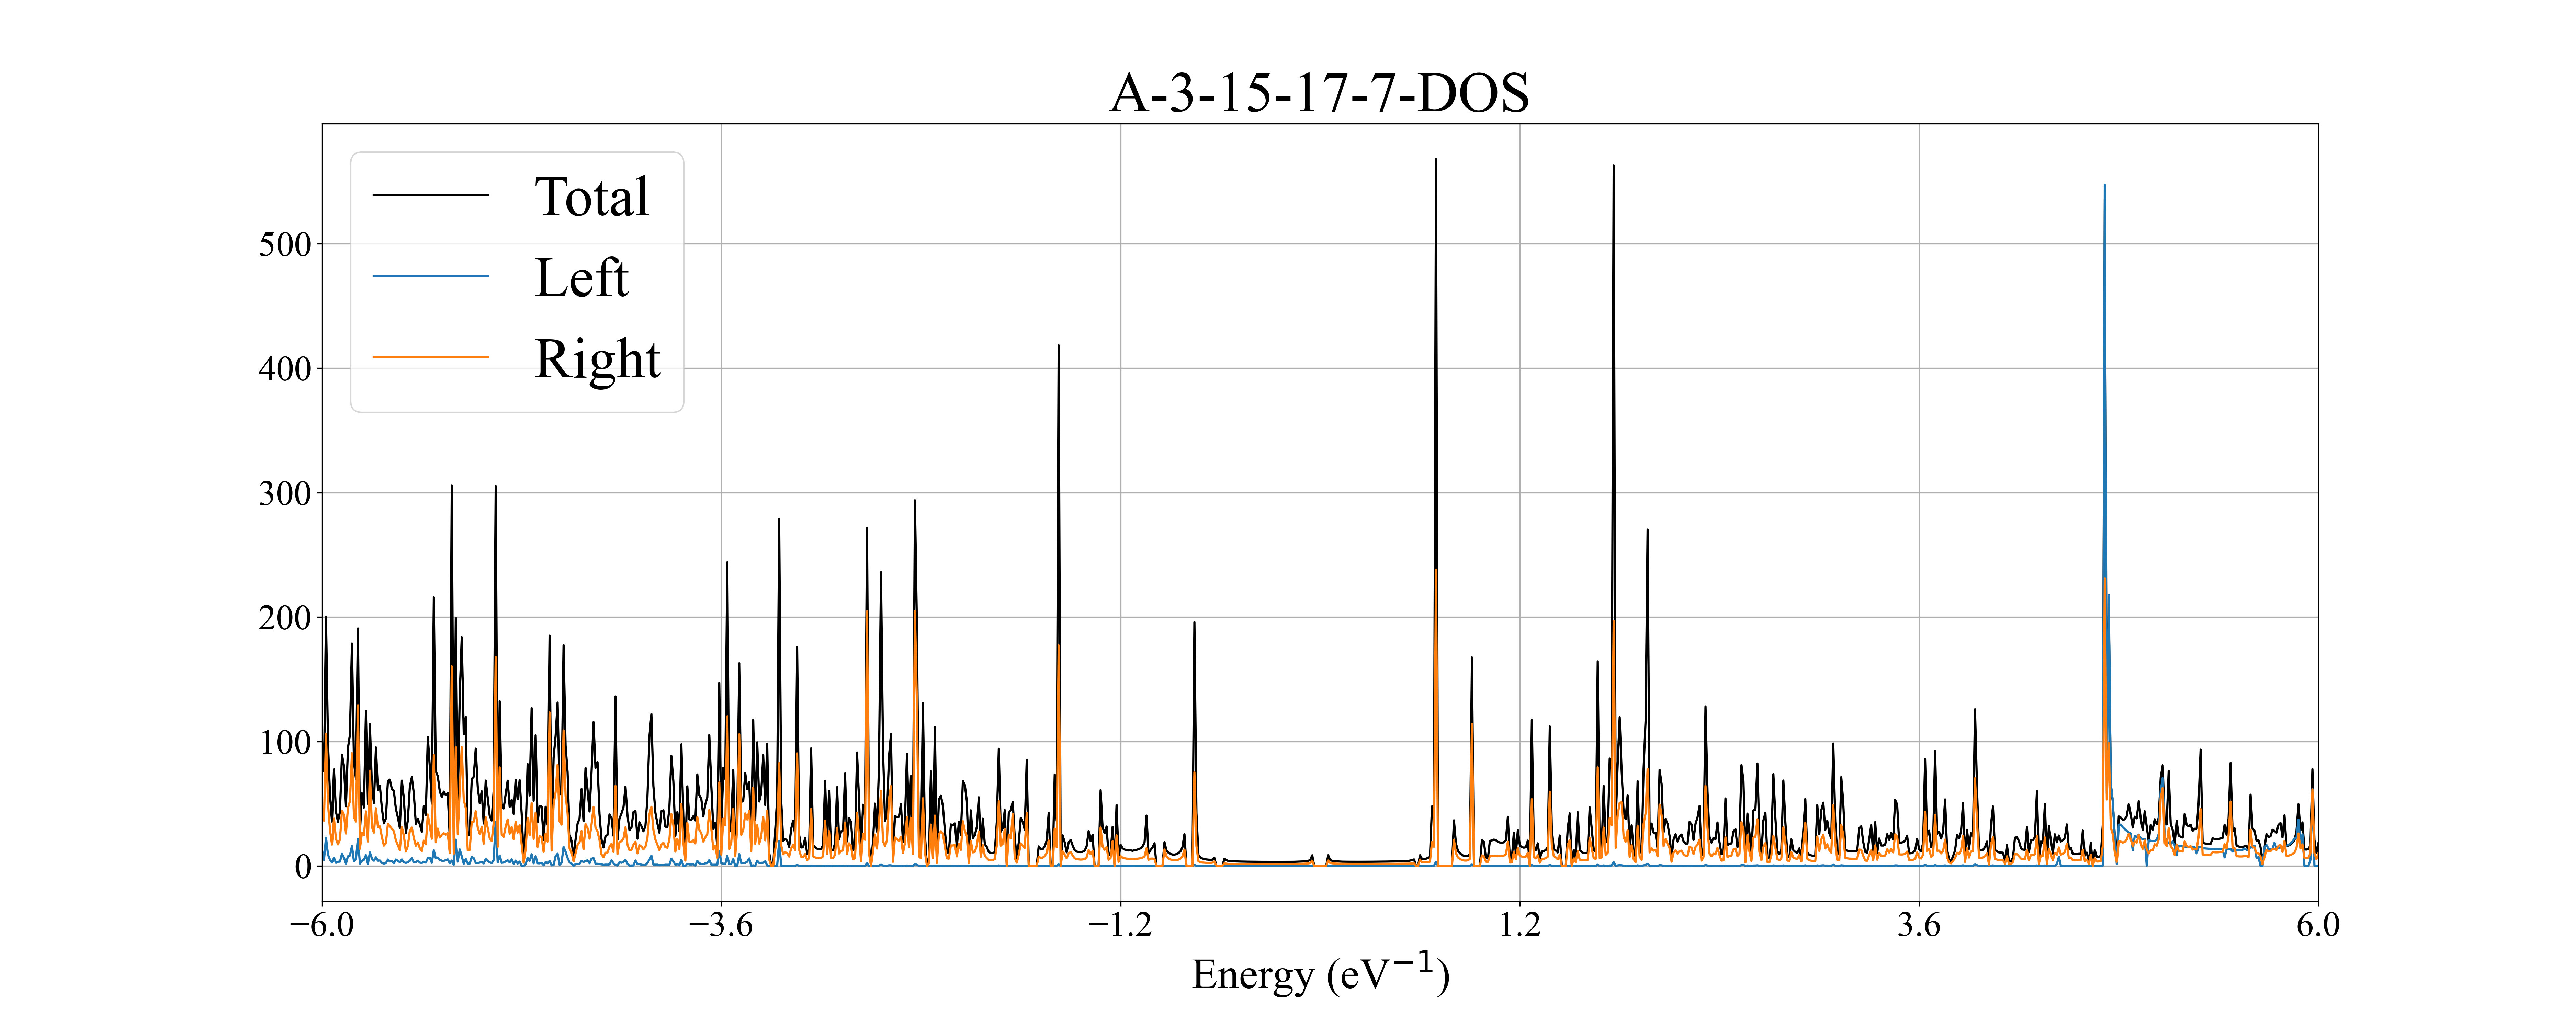 A-3-15-17-7-DOS
Total
Left
Right
500
400
300
200
100
0
−6.0
−3.6
−1.2
1.2
3.6
6.0
Energy (eV⁻¹)